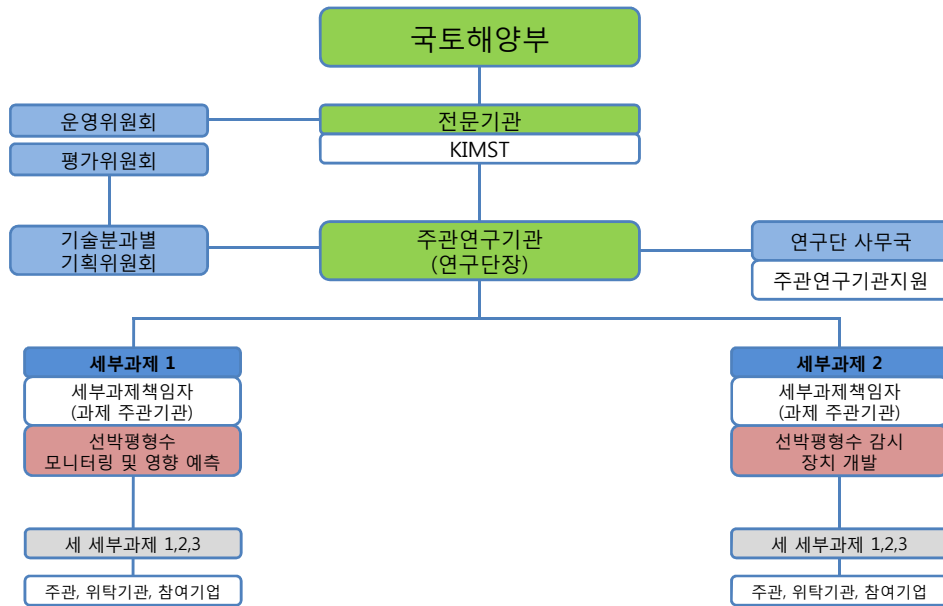 국토해양부
운영위원회
전문기관
KIMST
평가위원회
기술분과별
기획위원회
주관연구기관
(연구단장)
연구단 사무국
주관연구기관지원
세부과제 1
세부과제책임자
(과제 주관기관)
선박평형수
모니터링 및 영향 예측
세 세부과제 1,2,3
주관, 위탁기관, 참여기업
세부과제 2
세부과제책임자
(과제 주관기관)
선박평형수 감시
장치 개발
세 세부과제 1,2,3
주관, 위탁기관, 참여기업